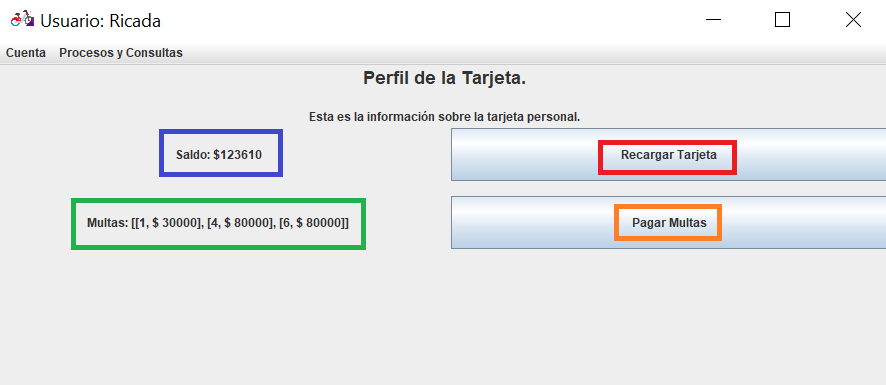 Usuario: Ricada
Cuenta Procesos y Consultas
Perfil de la Tarjeta.
Esta es la información sobre la tarjeta personal.
Saldo: $123610
Recargar Tarjeta
Multas: [[1, $ 30000], [4, $ 80000], [6, $ 80000]]
Pagar Multas